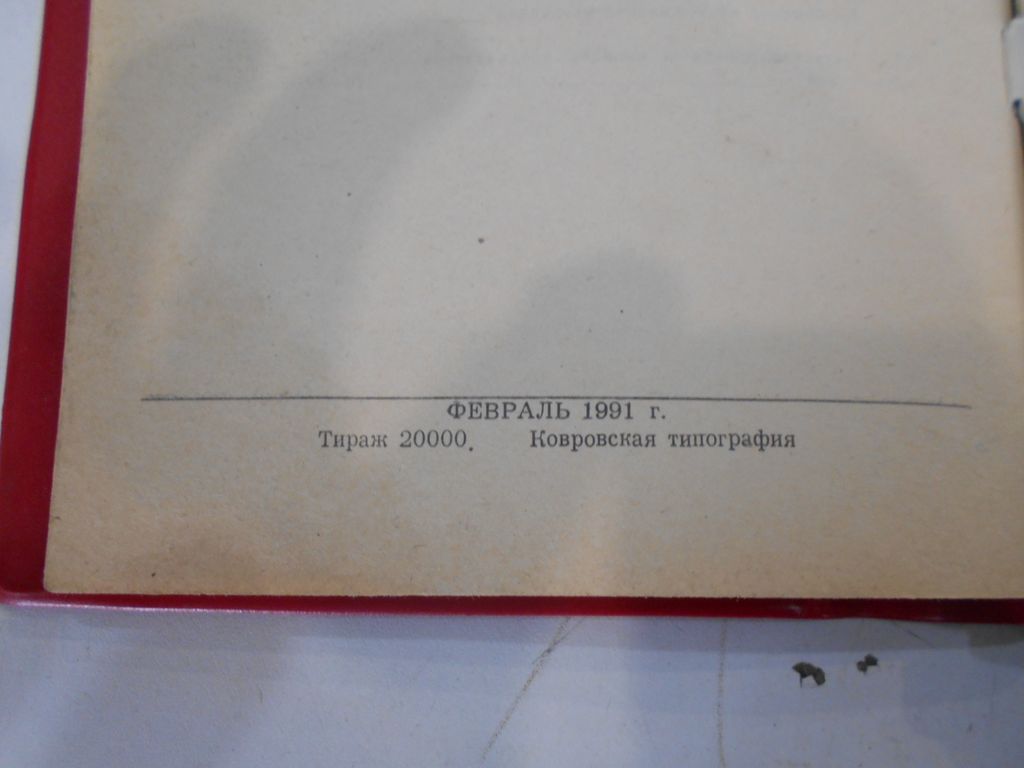 ФЕВРАЛЬ 1991 г.
Тираж 20000. Ковровская типография